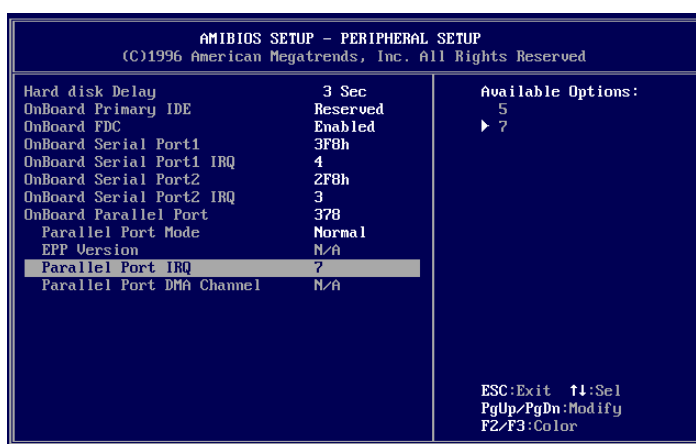 AMIBIOS SETUP – PERIPHERAL SETUP
(C)1996 American Megatrends, Inc. All Rights Reserved
Hard disk Delay 3 Sec
OnBoard Primary IDE Reserved
OnBoard FDC Enabled
OnBoard Serial Port1 3F8h
OnBoard Serial Port1 IRQ 4
OnBoard Serial Port2 2F8h
OnBoard Serial Port2 IRQ 3
OnBoard Parallel Port 378
Parallel Port Mode Normal
EPP Version N/A
Parallel Port IRQ 7
Parallel Port DMA Channel N/A
Available Options:
5
▶ 7
ESC:Exit ↑↓:Sel
PgUp/PgDn:Modify
F2/F3:Color